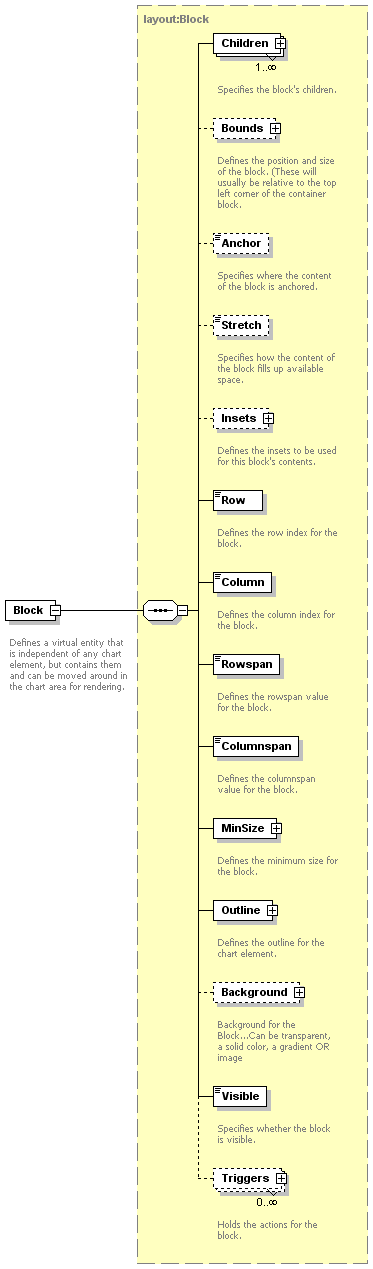 layout:Block
Children
1..∞
Specifies the block's children.
Bounds
Defines the position and size
of the block. (These will
usually be relative to the top
left corner of the container
block.
Anchor
Specifies where the content
of the block is anchored.
Stretch
Specifies how the content of
the block fills up available
space.
Insets
Defines the insets to be used
for this block's contents.
Row
Defines the row index for the
block.
Column
Defines the column index for
the block.
Block
Defines a virtual entity that
is independent of any chart
element, but contains them
and can be moved around in
the chart area for rendering.
Rowspan
Defines the rowspan value
for the block.
Columnspan
Defines the columnspan
value for the block.
MinSize
Defines the minimum size for
the block.
Outline
Defines the outline for the
chart element.
Background
Background for the
Block...Can be transparent,
a solid color, a gradient OR
image
Visible
Specifies whether the block
is visible.
Triggers
0..∞
Holds the actions for the
block.